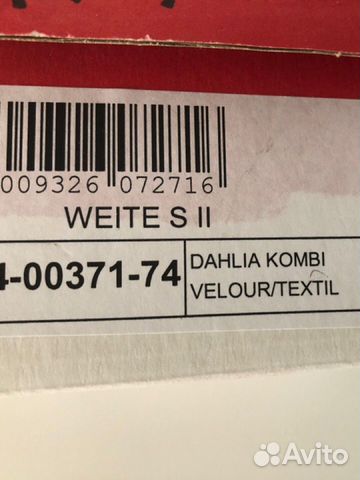 009326 072716
WEITE S II
4-00371-74
DAHLIA KOMBI
VELOUR/TEXTIL
Avito